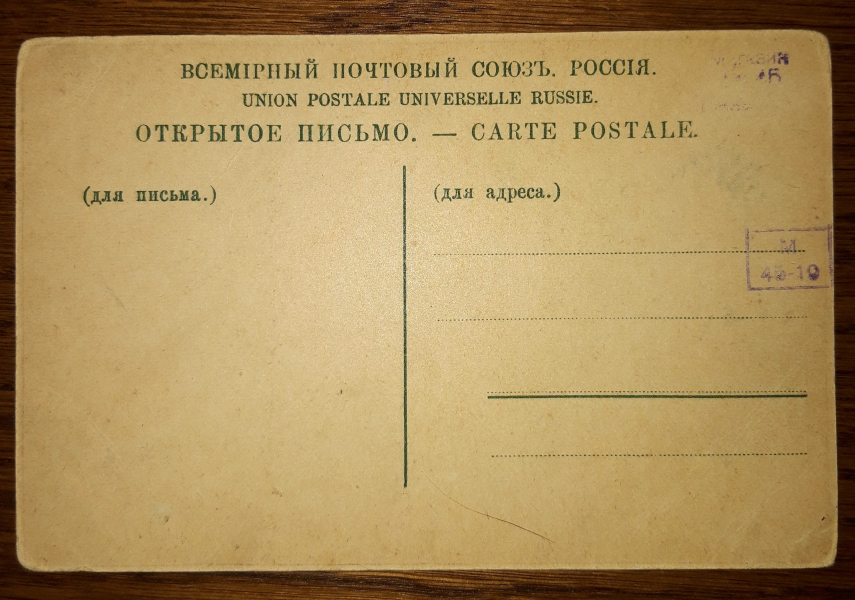 ВСЕМІРНЫЙ ПОЧТОВЫЙ СОЮЗЪ. РОССІЯ.
UNION POSTALE UNIVERSELLE RUSSIE.
ОТКРЫТОЕ ПИСЬМО. — CARTE POSTALE.
(для письма.)
(для адреса.)
М